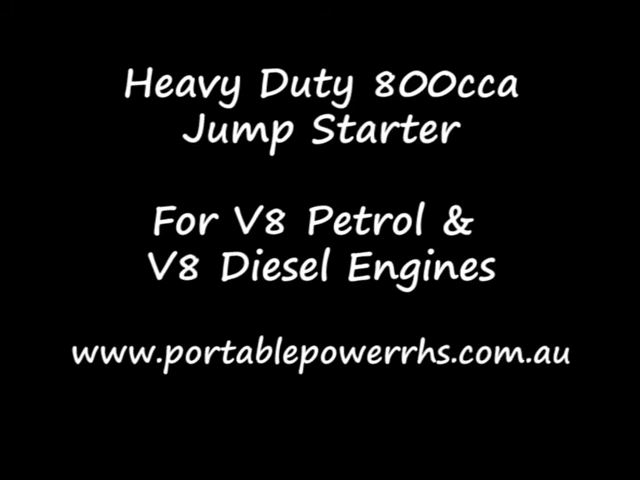 Heavy Duty 800cca
Jump Starter
For V8 Petrol &
V8 Diesel Engines
www.portablepowerrhs.com.au